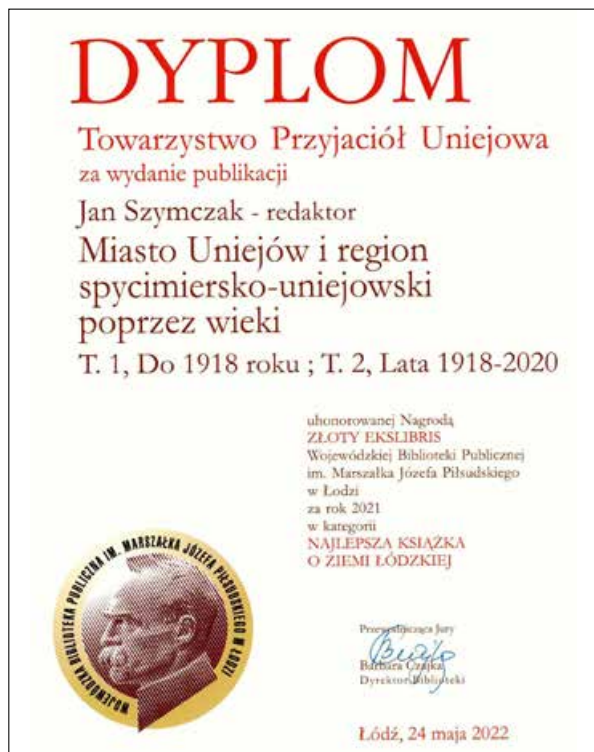 DYPLOM
Towarzystwo Przyjaciół Uniejowa
za wydanie publikacji
Jan Szymczak - redaktor
Miasto Uniejów i region
spycimiersko-uniejowski
poprzez wieki
T. 1, Do 1918 roku ; T. 2, Lata 1918-2020
uhonorowanej Nagrodą
ZŁOTY EKSLIBRIS
Wojewódzkiej Biblioteki Publicznej
im. Marszałka Józefa Piłsudskiego
w Łodzi
za rok 2021
w kategorii
NAJLEPSZA KSIĄŻKA
O ZIEMI ŁÓDZKIEJ
WOJEWÓDZKA BIBLIOTEKA PUBLICZNA IM. MARSZAŁKA JÓZEFA PIŁSUDSKIEGO W ŁODZI
Przewodnicząca Jury
Barbara Czajka
Dyrektor Biblioteki
Łódź, 24 maja 2022